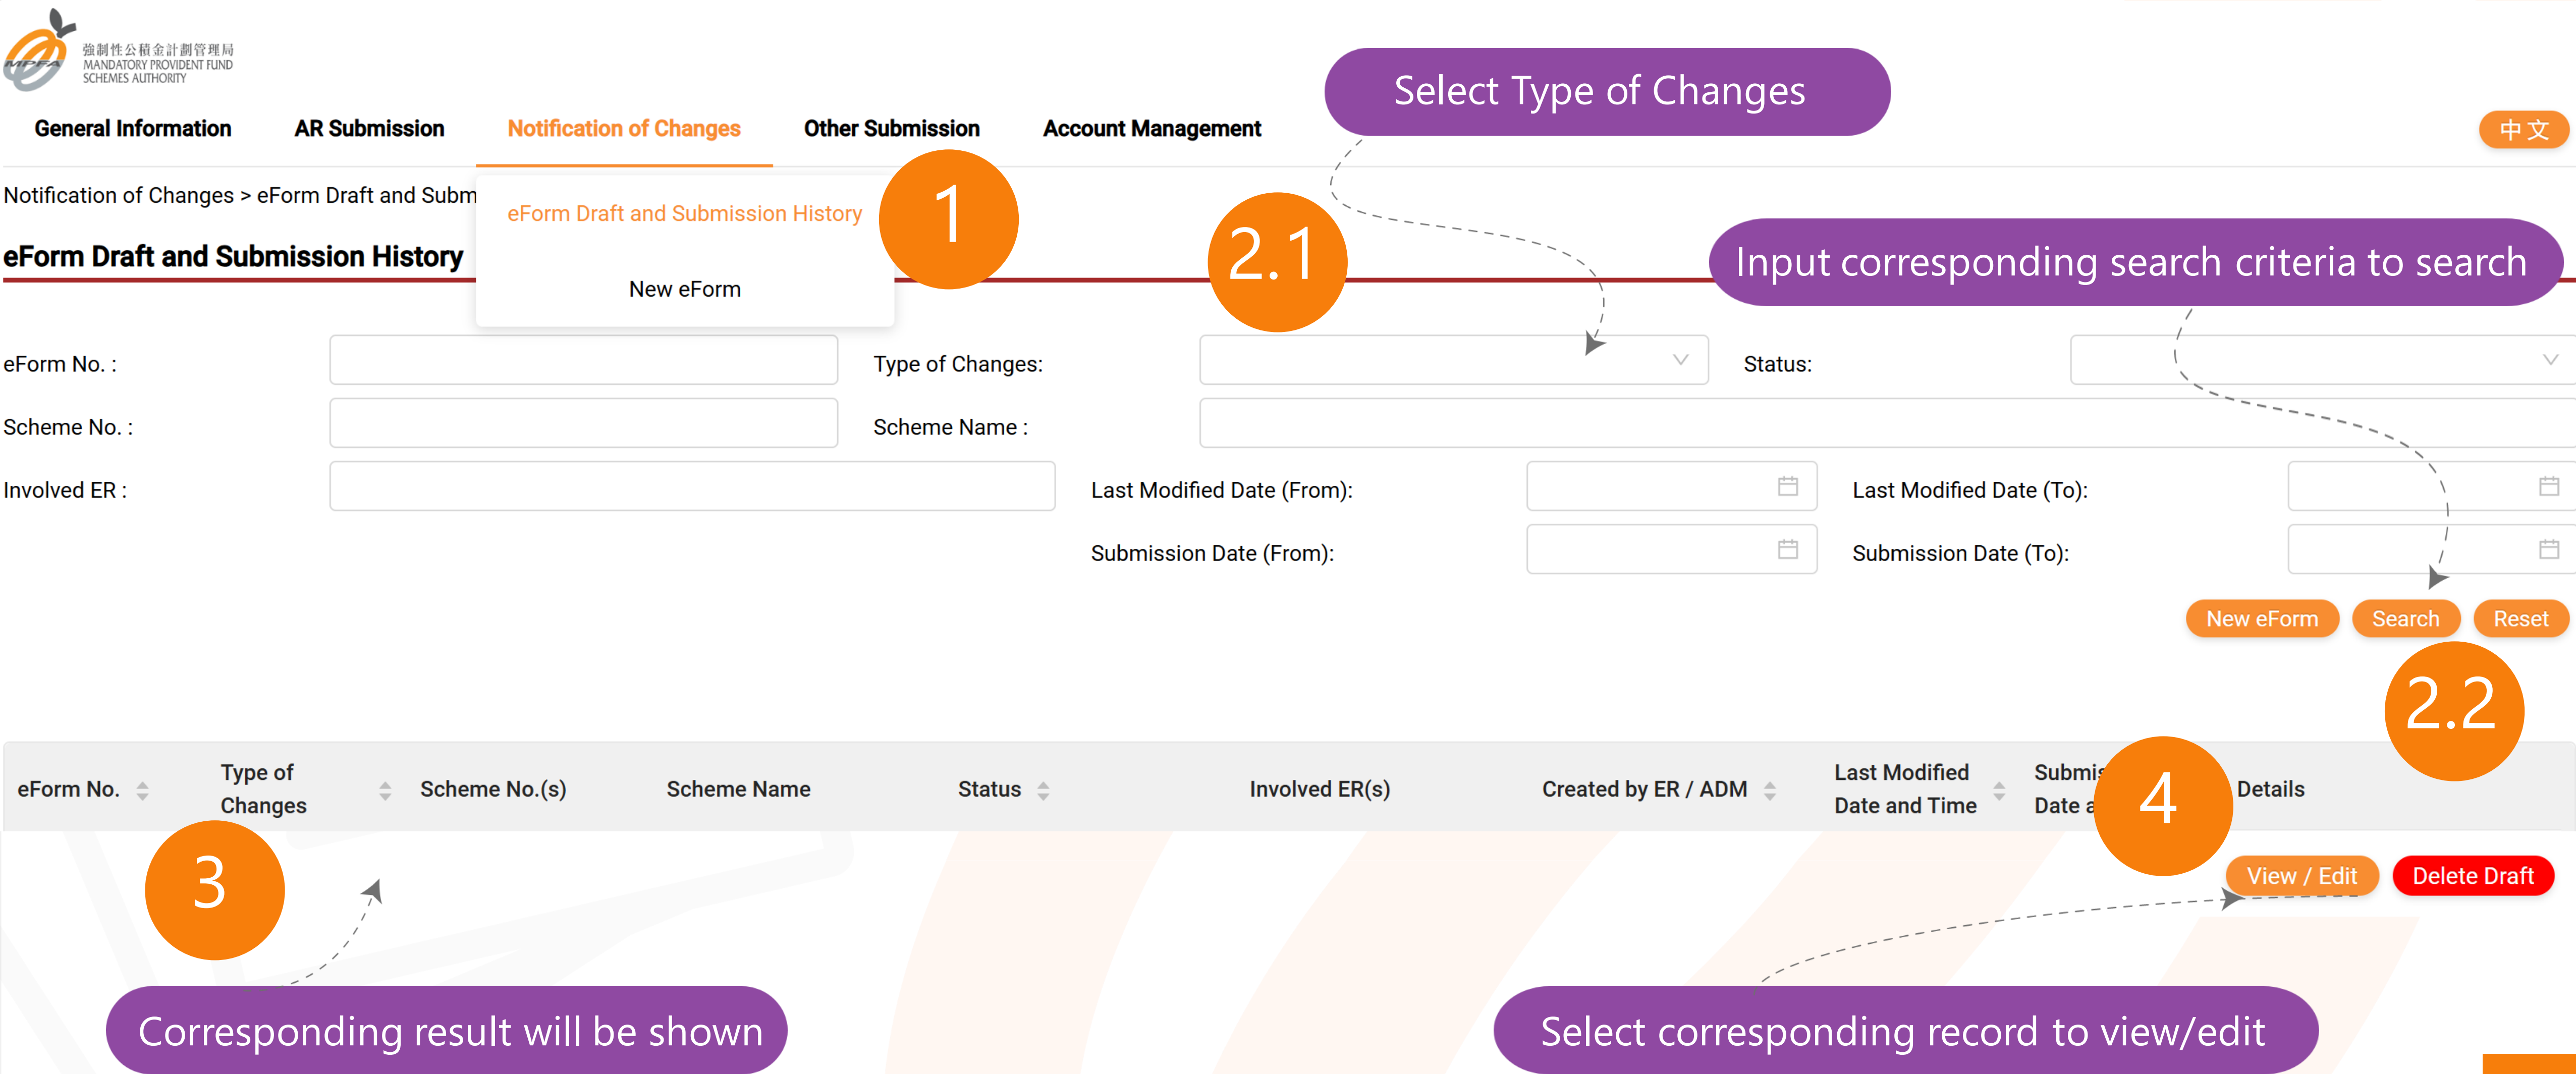 強制性公積金計劃管理局
MANDATORY PROVIDENT FUND
SCHEMES AUTHORITY
MPFA
Select Type of Changes
General Information AR Submission Notification of Changes Other Submission Account Management
中文
Notification of Changes > eForm Draft and Subm
eForm Draft and Submission History
1
eForm Draft and Submission History
New eForm
2.1
Input corresponding search criteria to search
eForm No. : Type of Changes: Status:
Scheme No. : Scheme Name :
Involved ER : Last Modified Date (From): Last Modified Date (To):
Submission Date (From): Submission Date (To):
New eForm Search Reset
2.2
eForm No. Type of Changes Scheme No.(s) Scheme Name Status Involved ER(s) Created by ER / ADM Last Modified Date and Time Submis Date a Details
3
4
View / Edit Delete Draft
Corresponding result will be shown
Select corresponding record to view/edit